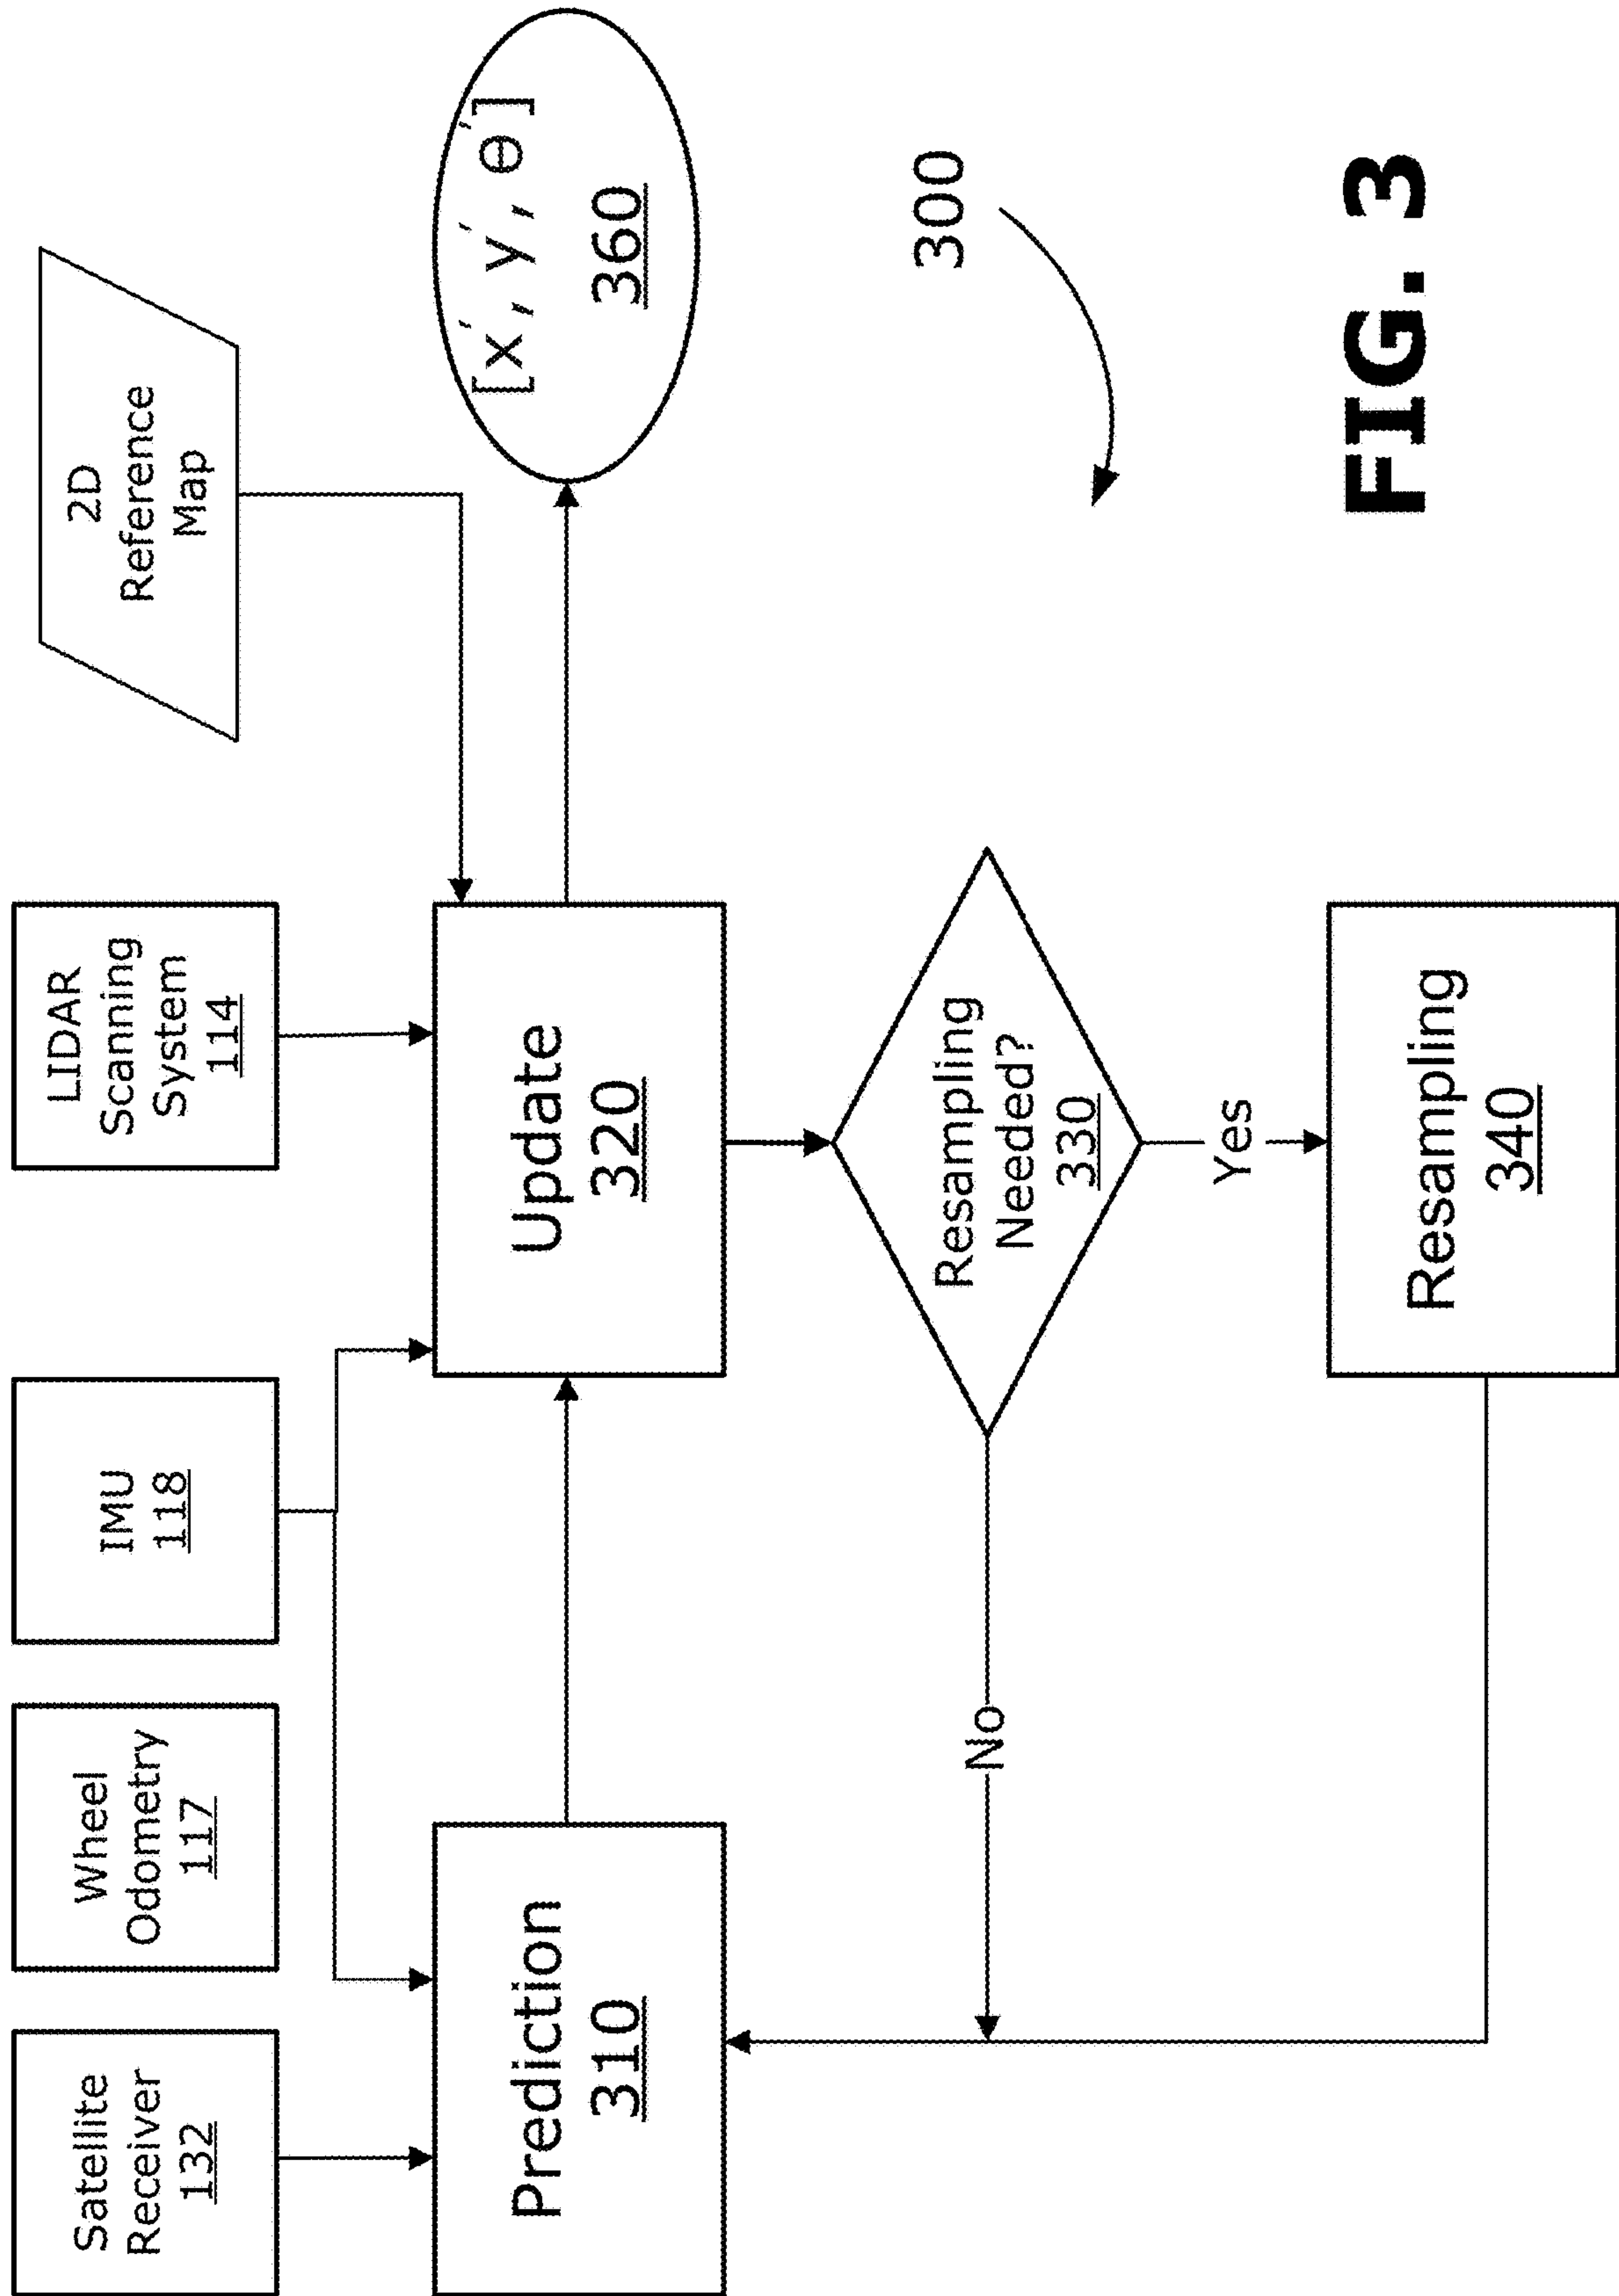 Satellite
Receiver
132
Wheel
Odometry
117
IMU
118
LIDAR
Scanning
System
114
2D
Reference
Map
Prediction
310
Update
320
[x′, y′, θ′]
360
No
Resampling
Needed?
330
Yes
Resampling
340
300
FIG. 3